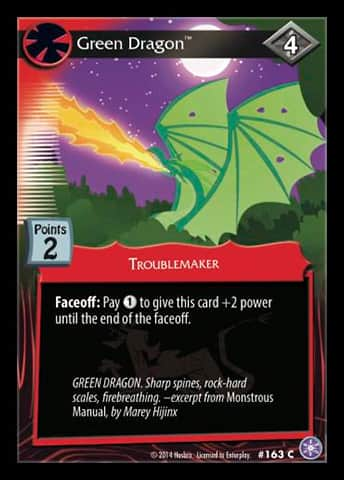 Green Dragon™
4
Points
2
TROUBLEMAKER
Faceoff: Pay 1 to give this card +2 power
until the end of the faceoff.
GREEN DRAGON. Sharp spines, rock-hard
scales, firebreathing. –excerpt from Monstrous
Manual, by Marey Hijinx
© 2014 Hasbro. Licensed to Enterplay. #163 C